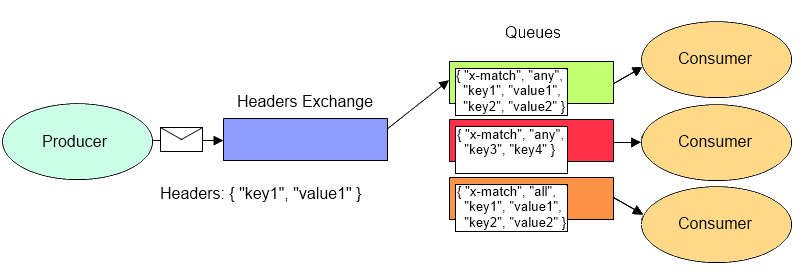 Queues
Consumer
{ "x-match", "any",
"key1", "value1",
"key2", "value2" }
Headers Exchange
Producer
Headers: { "key1", "value1" }
{ "x-match", "any",
"key3", "key4" }
Consumer
{ "x-match", "all",
"key1", "value1",
"key2", "value2" }
Consumer